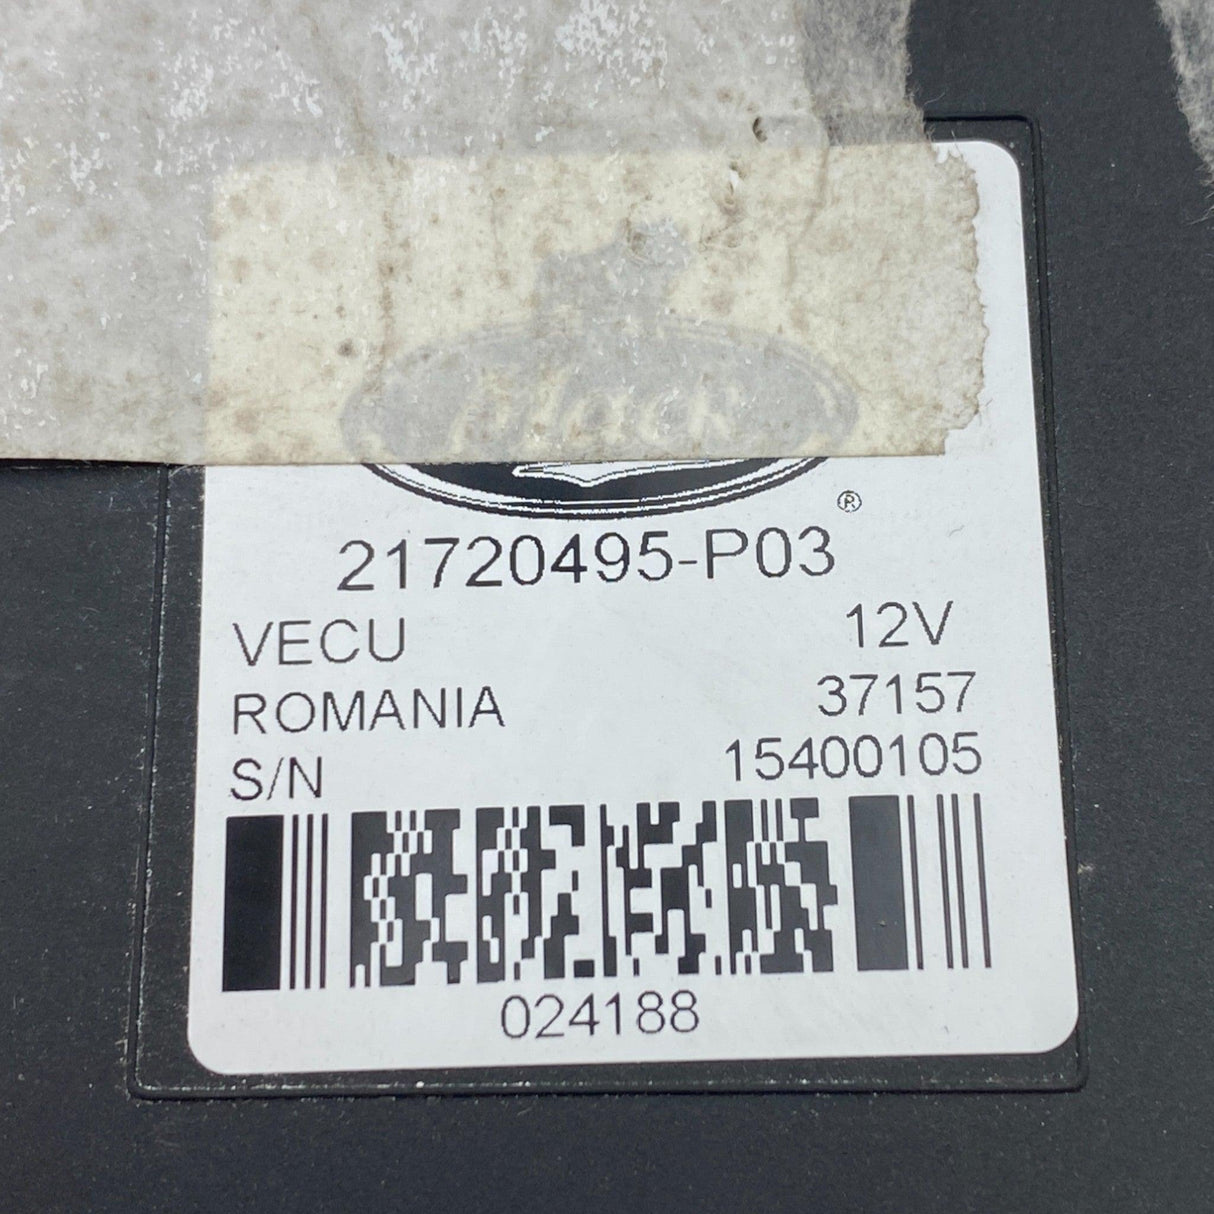 Mack
®
21720495-P03
VECU 12V
ROMANIA 37157
S/N 15400105
024188